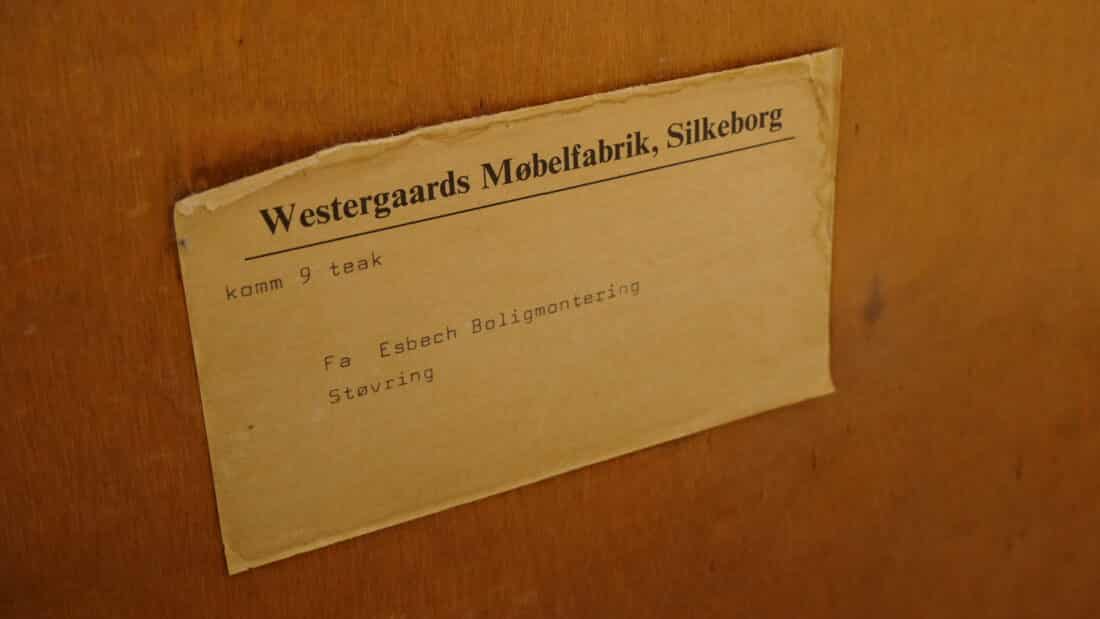 Westergaards Møbelfabrik, Silkeborg
komm 9 teak
Fa Esbech Boligmontering
Støvring